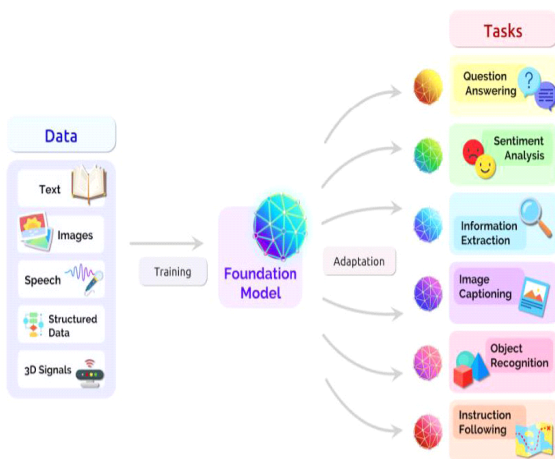 Tasks
Question
Answering
?
Data
Sentiment
Analysis
Text
Images
Information
Extraction
Training
Foundation
Model
Adaptation
Speech
Image
Captioning
Structured
Data
Object
Recognition
3D Signals
Instruction
Following